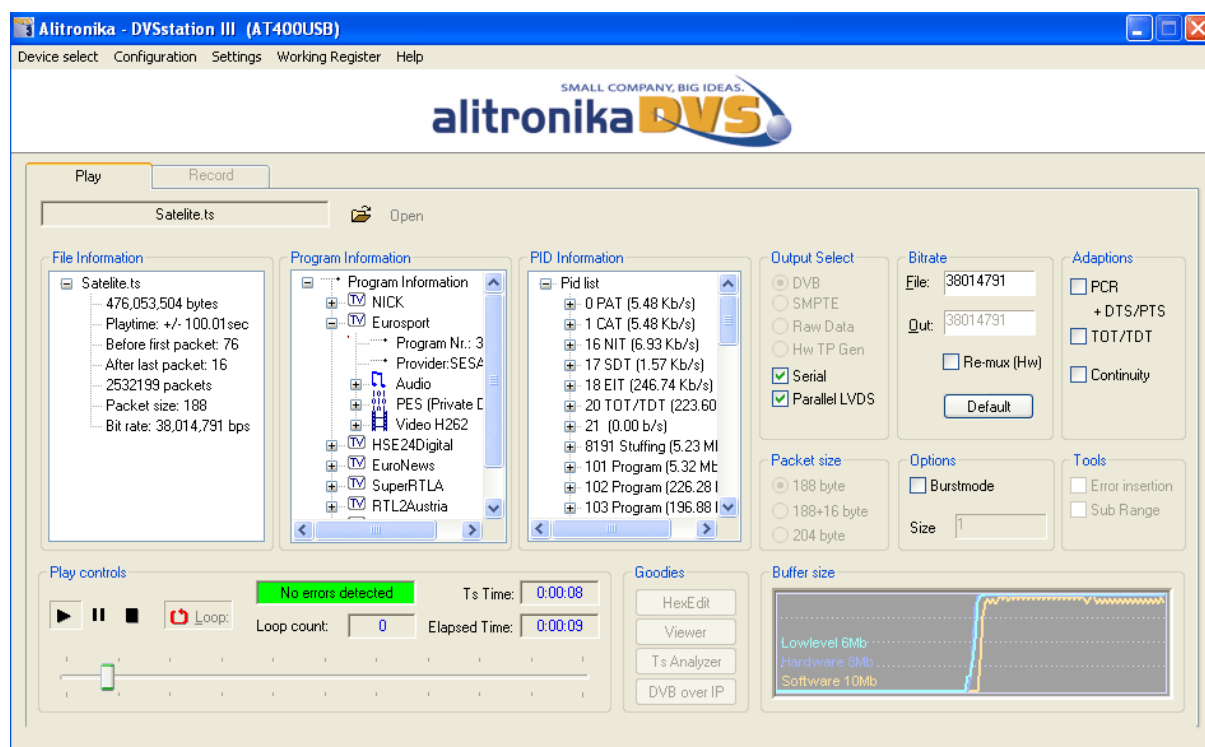 Alitronika - DVSstation III (AT400USB)
Device select Configuration Settings Working Register Help
SMALL COMPANY, BIG IDEAS.
alitronika DVS
Play
Record
Satelite.ts
Open
File Information
Satelite.ts
476,053,504 bytes
Playtime: +/- 100.01sec
Before first packet: 76
After last packet: 16
2532199 packets
Packet size: 188
Bit rate: 38,014,791 bps
Program Information
Program Information
TV NICK
TV Eurosport
Program Nr.: 3
Provider:SESA
Audio
PES (Private D
Video H262
TV HSE24Digital
TV EuroNews
TV SuperRTLA
TV RTL2Austria
PID Information
Pid list
0 PAT (5.48 Kb/s)
1 CAT (5.48 Kb/s)
16 NIT (6.93 Kb/s)
17 SDT (1.57 Kb/s)
18 EIT (246.74 Kb/s)
20 TOT/TDT (223.60
21 (0.00 b/s)
8191 Stuffing (5.23 M
101 Program (5.32 Mb
102 Program (226.28
103 Program (196.88
Output Select
DVB
SMPTE
Raw Data
Hw TP Gen
Serial
Parallel LVDS
Bitrate
File: 38014791
Out: 38014791
Re-mux (Hw)
Default
Adaptions
PCR
+ DTS/PTS
TOT/TDT
Continuity
Packet size
188 byte
188+16 byte
204 byte
Options
Burstmode
Size 1
Tools
Error insertion
Sub Range
Play controls
Loop:
No errors detected
Loop count: 0
Ts Time: 0:00:08
Elapsed Time: 0:00:09
Goodies
HexEdit
Viewer
Ts Analyzer
DVB over IP
Buffer size
Lowlevel 6Mb
Hardware 8Mb
Software 10Mb